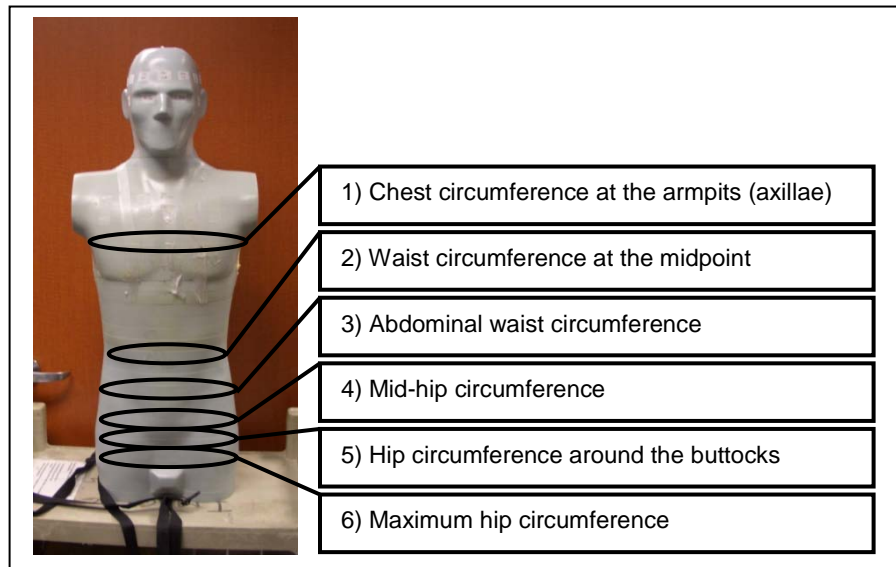 1) Chest circumference at the armpits (axillae)
2) Waist circumference at the midpoint
3) Abdominal waist circumference
4) Mid-hip circumference
5) Hip circumference around the buttocks
6) Maximum hip circumference